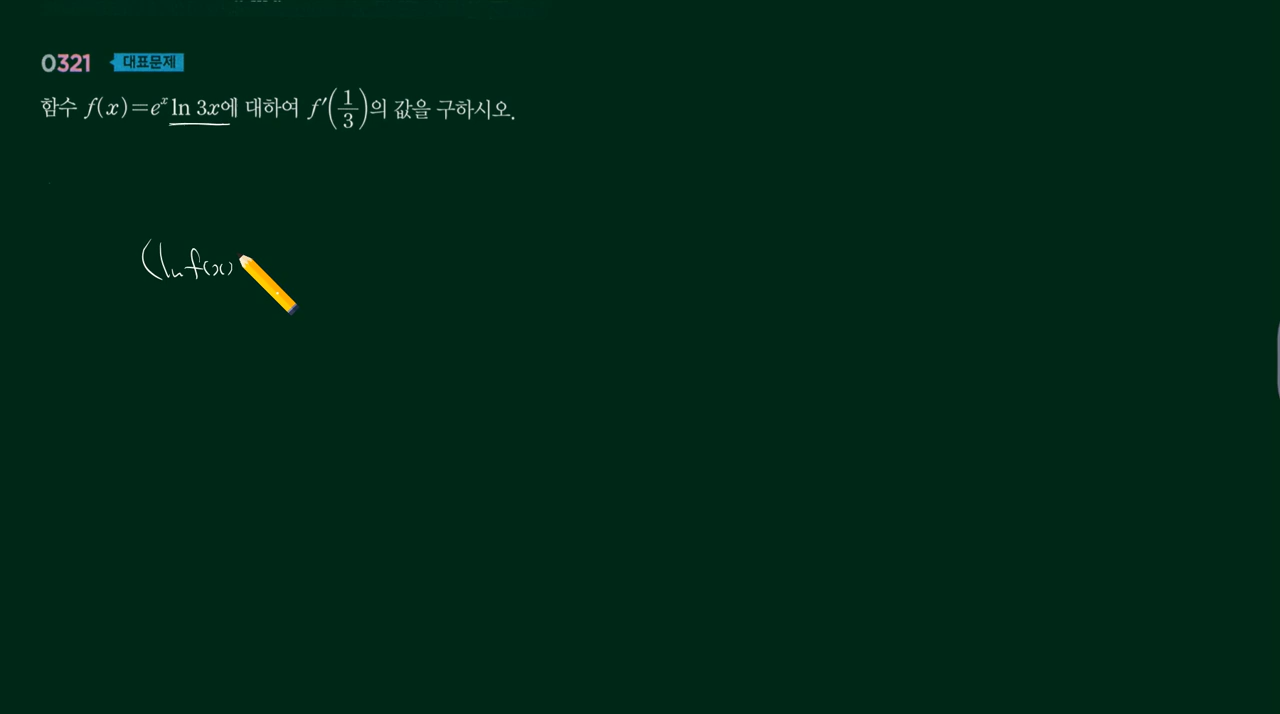 0321 대표문제
함수 f(x)=e^x ln 3x에 대하여 f′(1/3)의 값을 구하시오.
(ln f(x)